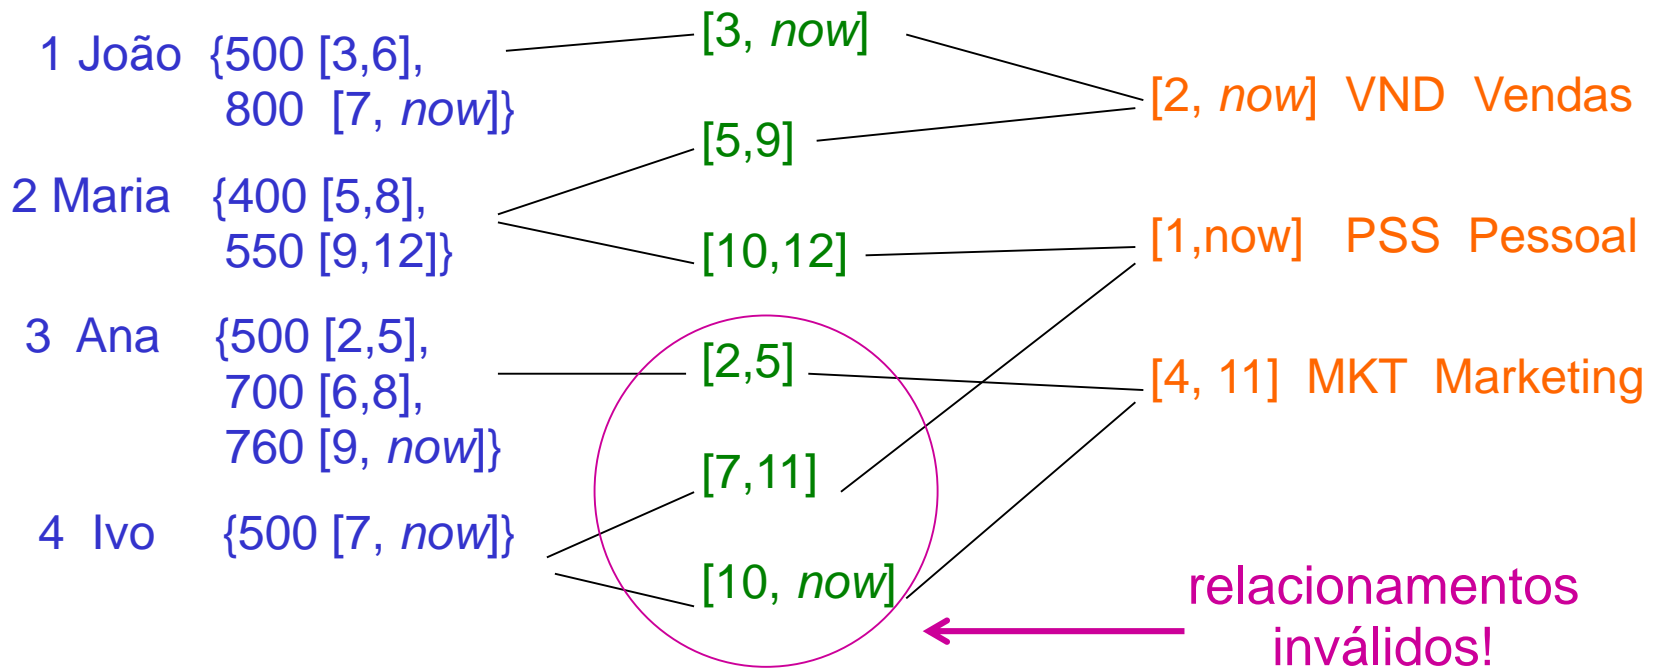 1 João {500 [3,6],
800 [7, now]}
2 Maria {400 [5,8],
550 [9,12]}
3 Ana {500 [2,5],
700 [6,8],
760 [9, now]}
4 Ivo {500 [7, now]}
[3, now]
[5,9]
[10,12]
[2,5]
[7,11]
[10, now]
[2, now] VND Vendas
[1,now] PSS Pessoal
[4, 11] MKT Marketing
relacionamentos
inválidos!